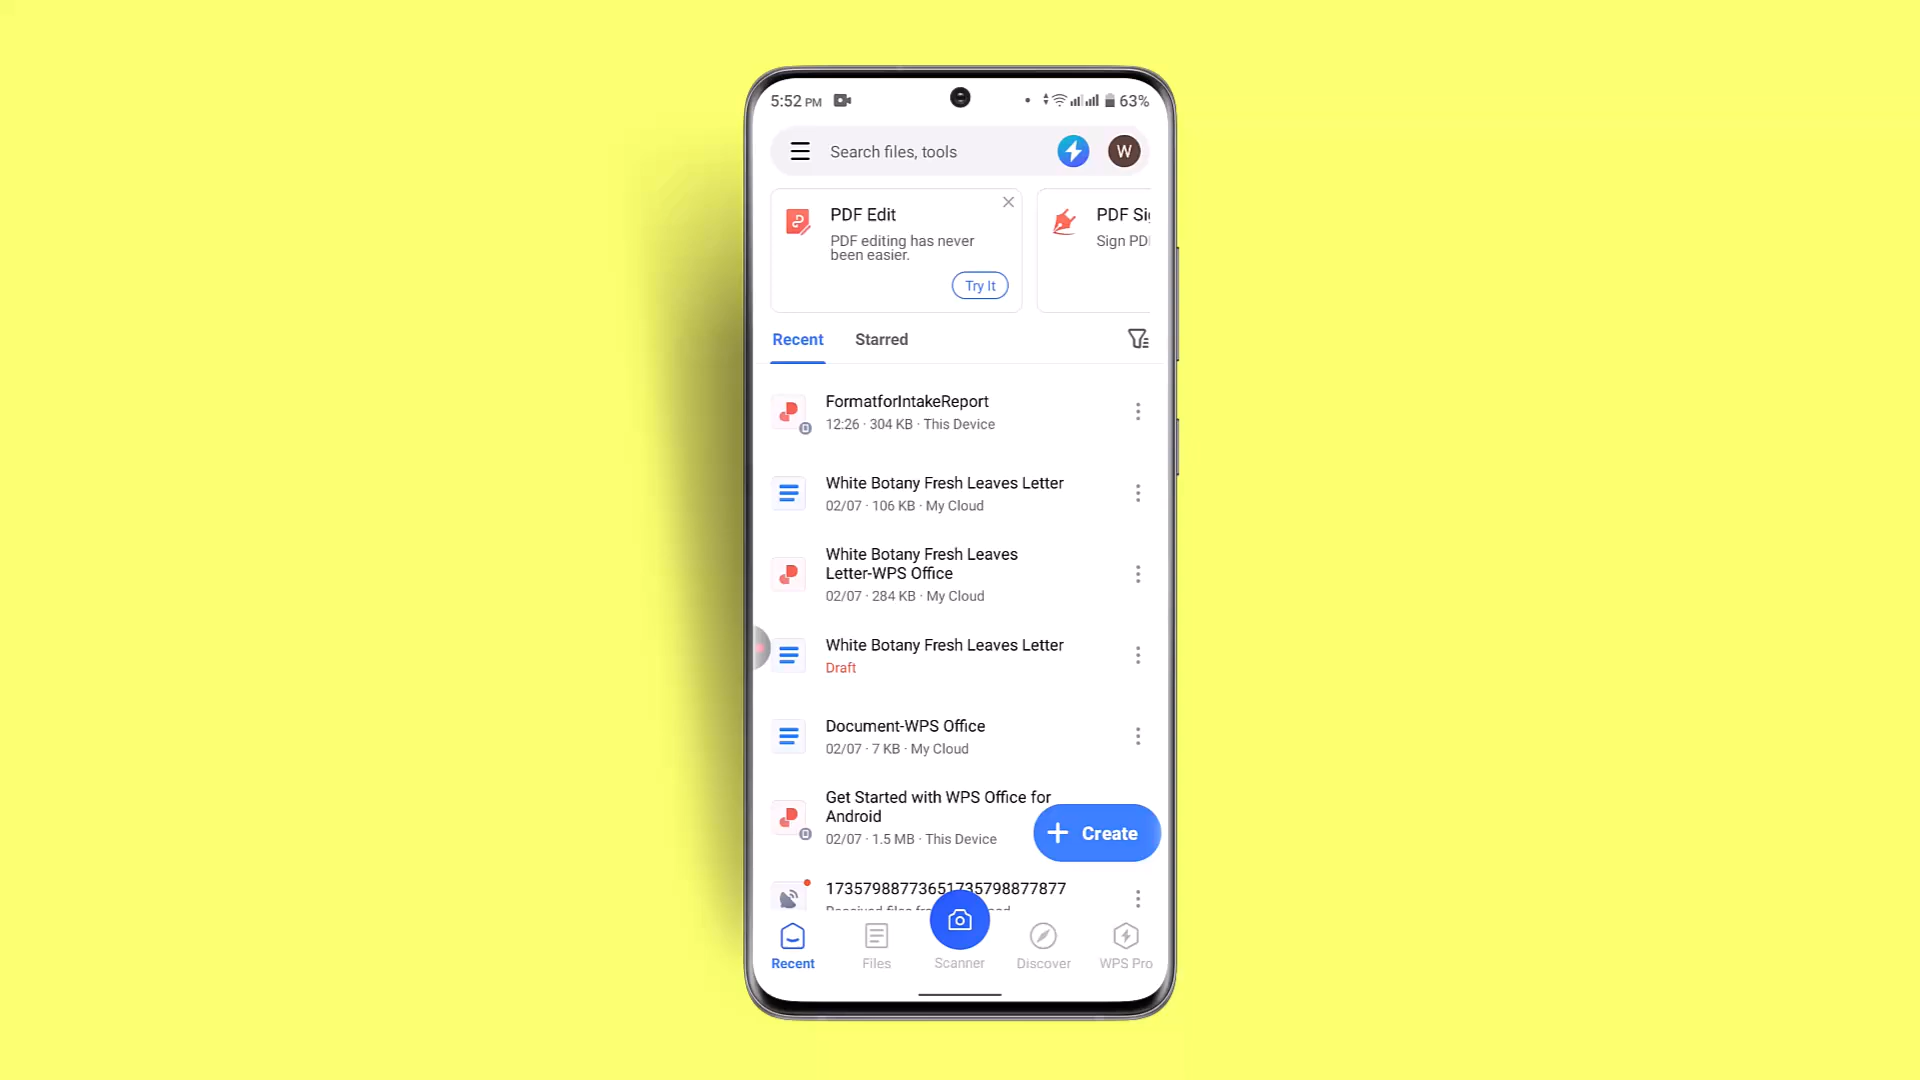 5:52 PM
63%
Search files, tools
W
PDF Edit
PDF editing has never
been easier.
Try It
PDF Si
Sign PD
Recent
Starred
FormatforIntakeReport
12:26 · 304 KB · This Device
White Botany Fresh Leaves Letter
02/07 · 106 KB · My Cloud
White Botany Fresh Leaves
Letter-WPS Office
02/07 · 284 KB · My Cloud
White Botany Fresh Leaves Letter
Draft
Document-WPS Office
02/07 · 7 KB · My Cloud
Get Started with WPS Office for
Android
02/07 · 1.5 MB · This Device
+ Create
17357988773651735798877877
Received files
Recent
Files
Scanner
Discover
WPS Pro